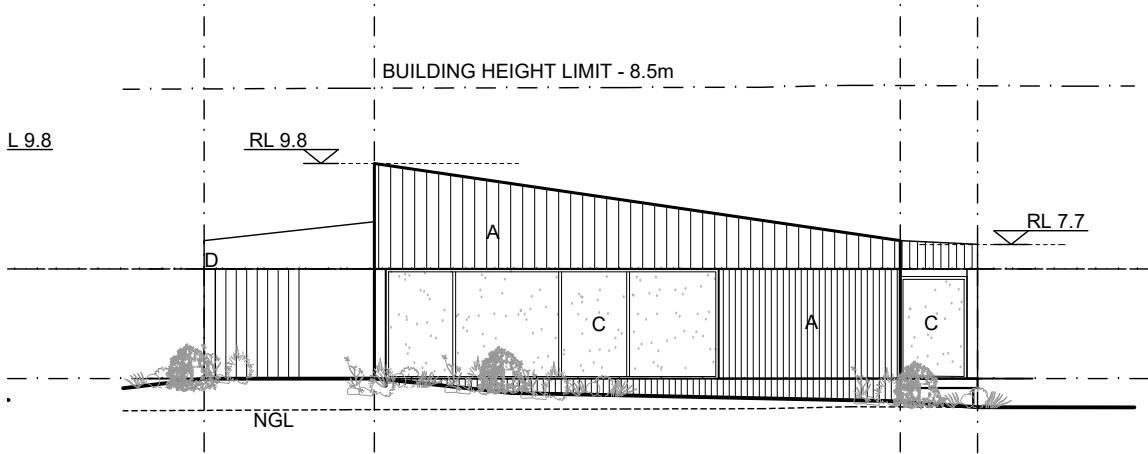 BUILDING HEIGHT LIMIT - 8.5m
L 9.8
RL 9.8
RL 7.7
A
D
C
A
C
NGL